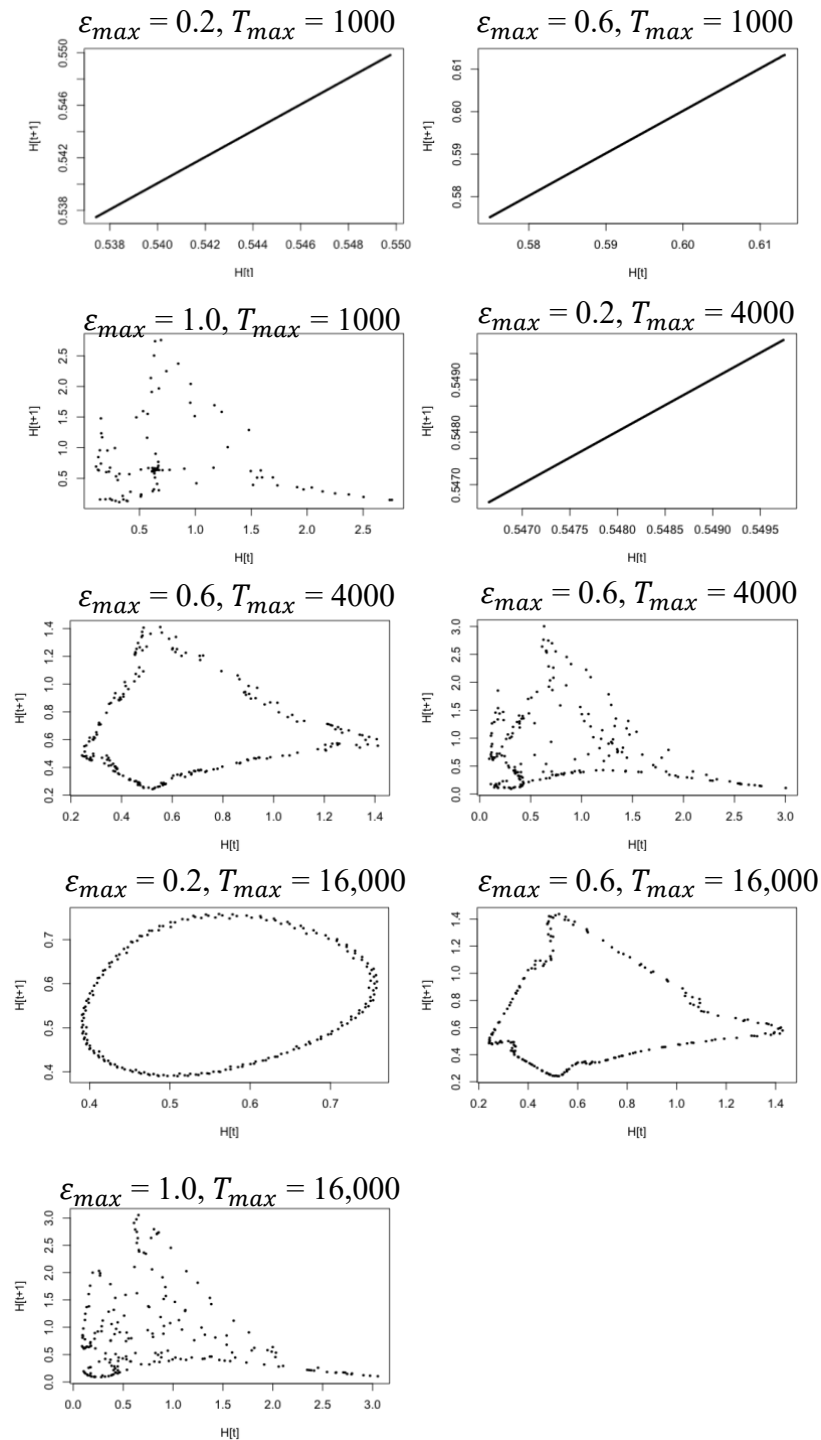 εmax = 0.2, Tmax = 1000
0.538 0.542 0.546 0.550
H[t+1]
0.538 0.540 0.542 0.544 0.546 0.548 0.550
H[t]
εmax = 0.6, Tmax = 1000
0.58 0.59 0.60 0.61
H[t+1]
0.58 0.59 0.60 0.61
H[t]
εmax = 1.0, Tmax = 1000
0.5 1.0 1.5 2.0 2.5
H[t+1]
0.5 1.0 1.5 2.0 2.5
H[t]
εmax = 0.2, Tmax = 4000
0.5470 0.5480 0.5490
H[t+1]
0.5470 0.5475 0.5480 0.5485 0.5490 0.5495
H[t]
εmax = 0.6, Tmax = 4000
0.2 0.4 0.6 0.8 1.0 1.2 1.4
H[t+1]
0.2 0.4 0.6 0.8 1.0 1.2 1.4
H[t]
εmax = 0.6, Tmax = 4000
0.0 0.5 1.0 1.5 2.0 2.5 3.0
H[t+1]
0.0 0.5 1.0 1.5 2.0 2.5 3.0
H[t]
εmax = 0.2, Tmax = 16,000
0.4 0.5 0.6 0.7
H[t+1]
0.4 0.5 0.6 0.7
H[t]
εmax = 0.6, Tmax = 16,000
0.2 0.4 0.6 0.8 1.0 1.2 1.4
H[t+1]
0.2 0.4 0.6 0.8 1.0 1.2 1.4
H[t]
εmax = 1.0, Tmax = 16,000
0.0 0.5 1.0 1.5 2.0 2.5 3.0
H[t+1]
0.0 0.5 1.0 1.5 2.0 2.5 3.0
H[t]